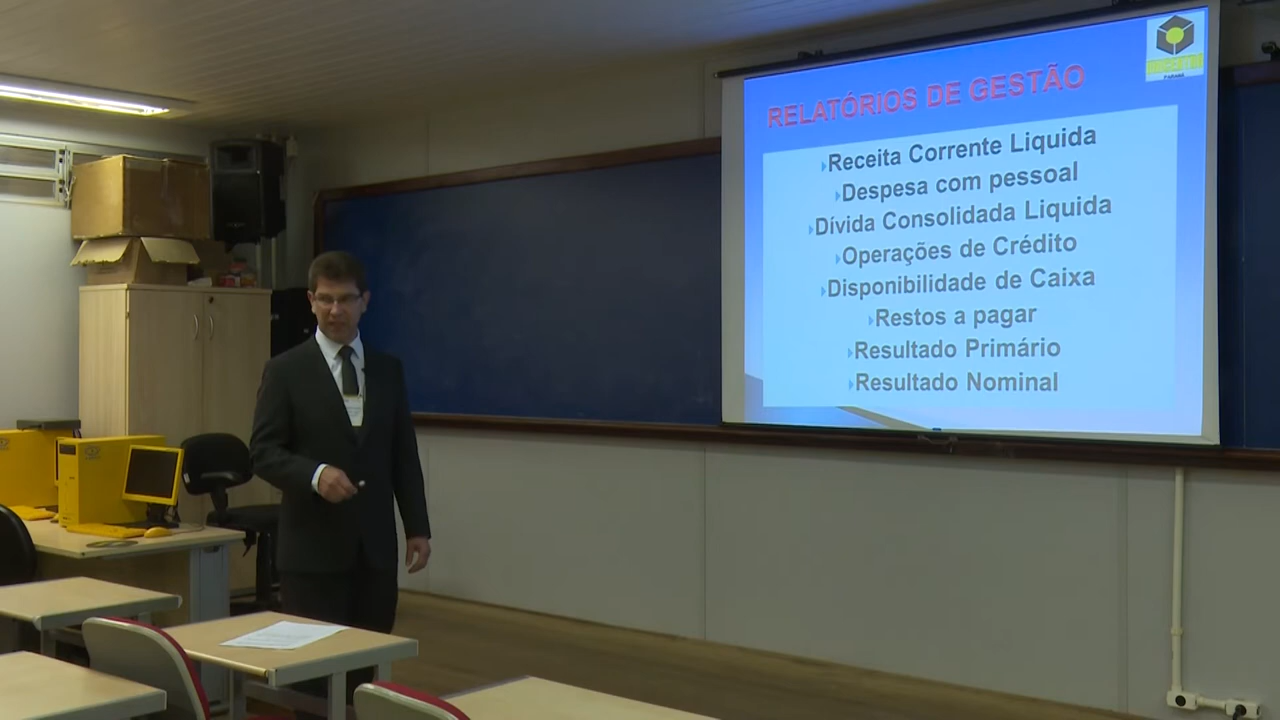 RELATÓRIOS DE GESTÃO
Receita Corrente Liquida
Despesa com pessoal
Dívida Consolidada Liquida
Operações de Crédito
Disponibilidade de Caixa
Restos a pagar
Resultado Primário
Resultado Nominal
PARANÁ